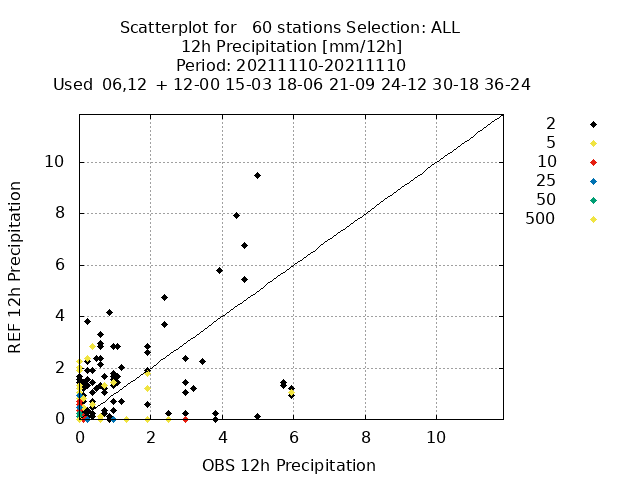 Scatterplot for   60 stations Selection: ALL
12h Precipitation [mm/12h]
Period: 20211110-20211110
Used  06,12  + 12-00 15-03 18-06 21-09 24-12 30-18 36-24
2
5
10
25
50
500
10
8
6
4
2
0
REF 12h Precipitation
0 2 4 6 8 10
OBS 12h Precipitation